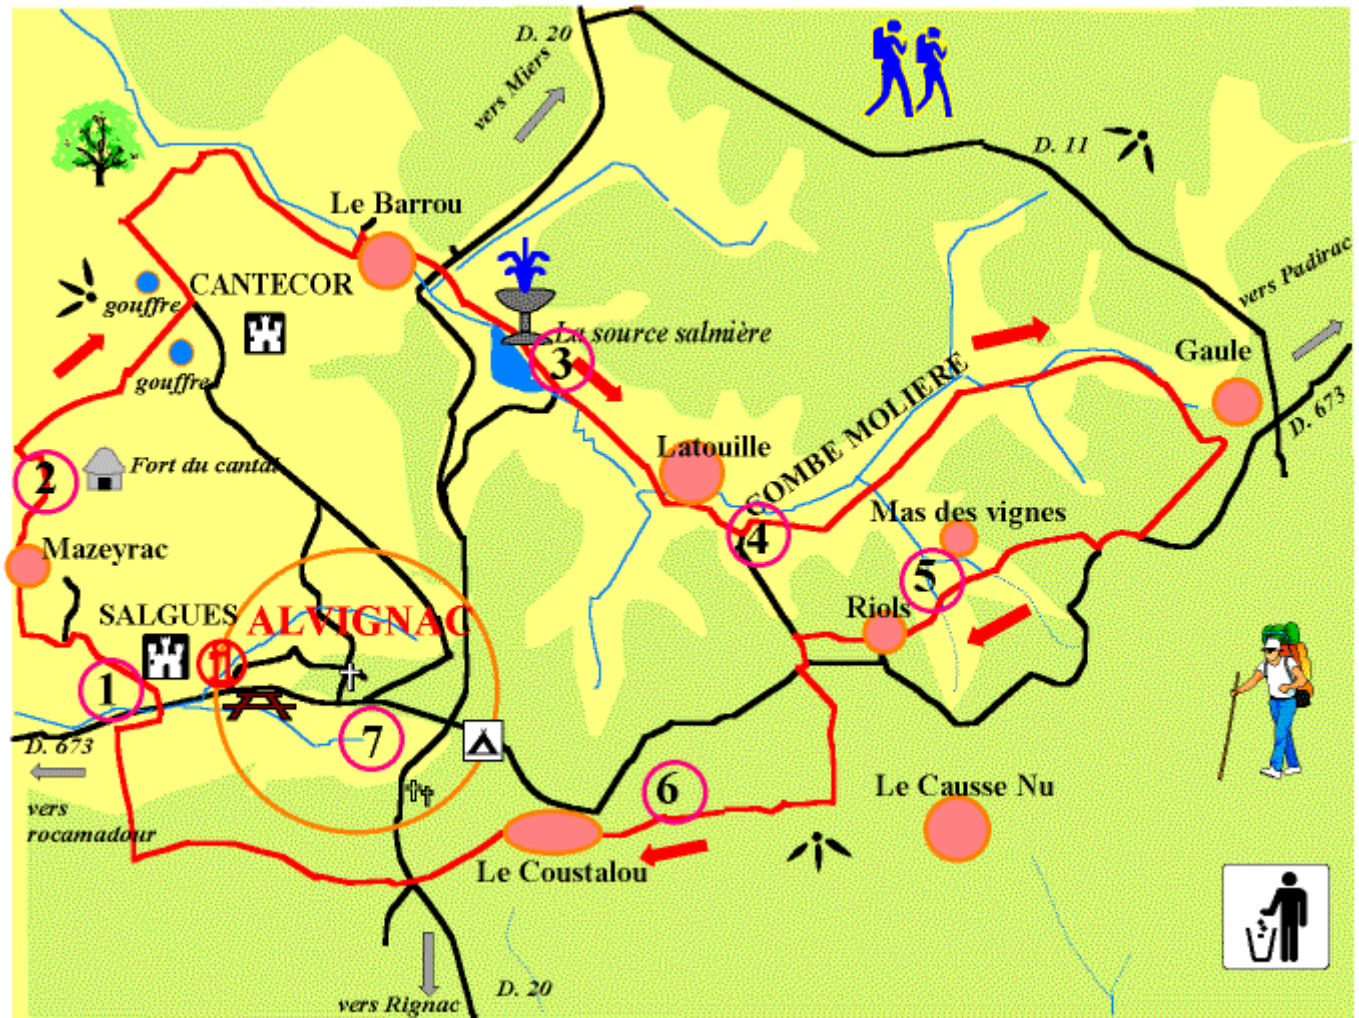 D. 20
vers Miers
D. 11
Le Barrou
vers Padirac
CANTECOR
gouffre
La source salmière
3
Gaule
gouffre
COMBE MOLIERE
D. 673
Latouille
2
Fort du cantal
Mas des vignes
4
Mazeyrac
5
SALGUES
ALVIGNAC
Riols
i
1
7
D. 673
6
Le Causse Nu
vers
rocamadour
Le Coustalou
vers Rignac
D. 20